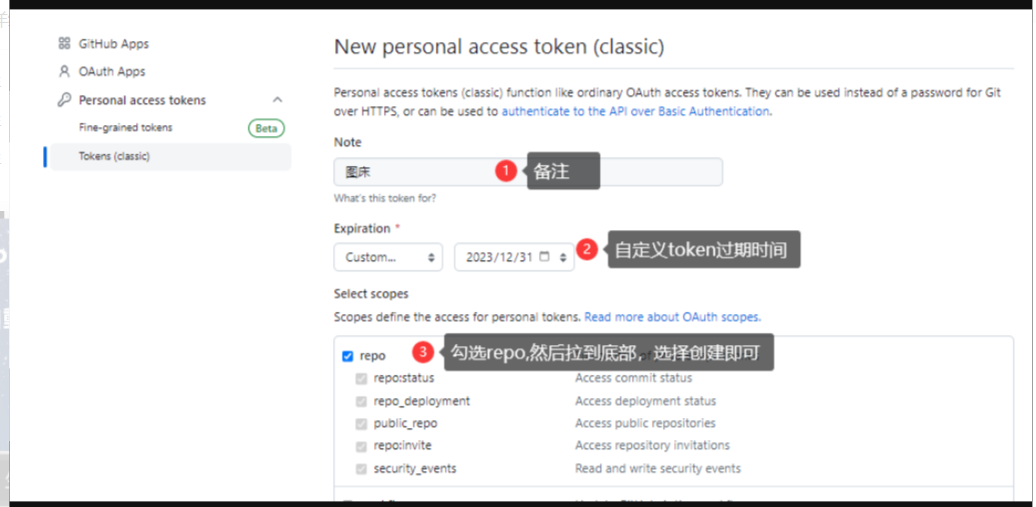 GitHub Apps
OAuth Apps
Personal access tokens
Fine-grained tokens Beta
Tokens (classic)
New personal access token (classic)
Personal access tokens (classic) function like ordinary OAuth access tokens. They can be used instead of a password for Git
over HTTPS, or can be used to authenticate to the API over Basic Authentication.
Note
图床 1 备注
What's this token for?
Expiration *
Custom... 2023/12/31 2 自定义token过期时间
Select scopes
Scopes define the access for personal tokens. Read more about OAuth scopes.
repo 3 勾选repo,然后拉到底部，选择创建即可
repo:status Access commit status
repo_deployment Access deployment status
public_repo Access public repositories
repo:invite Access repository invitations
security_events Read and write security events